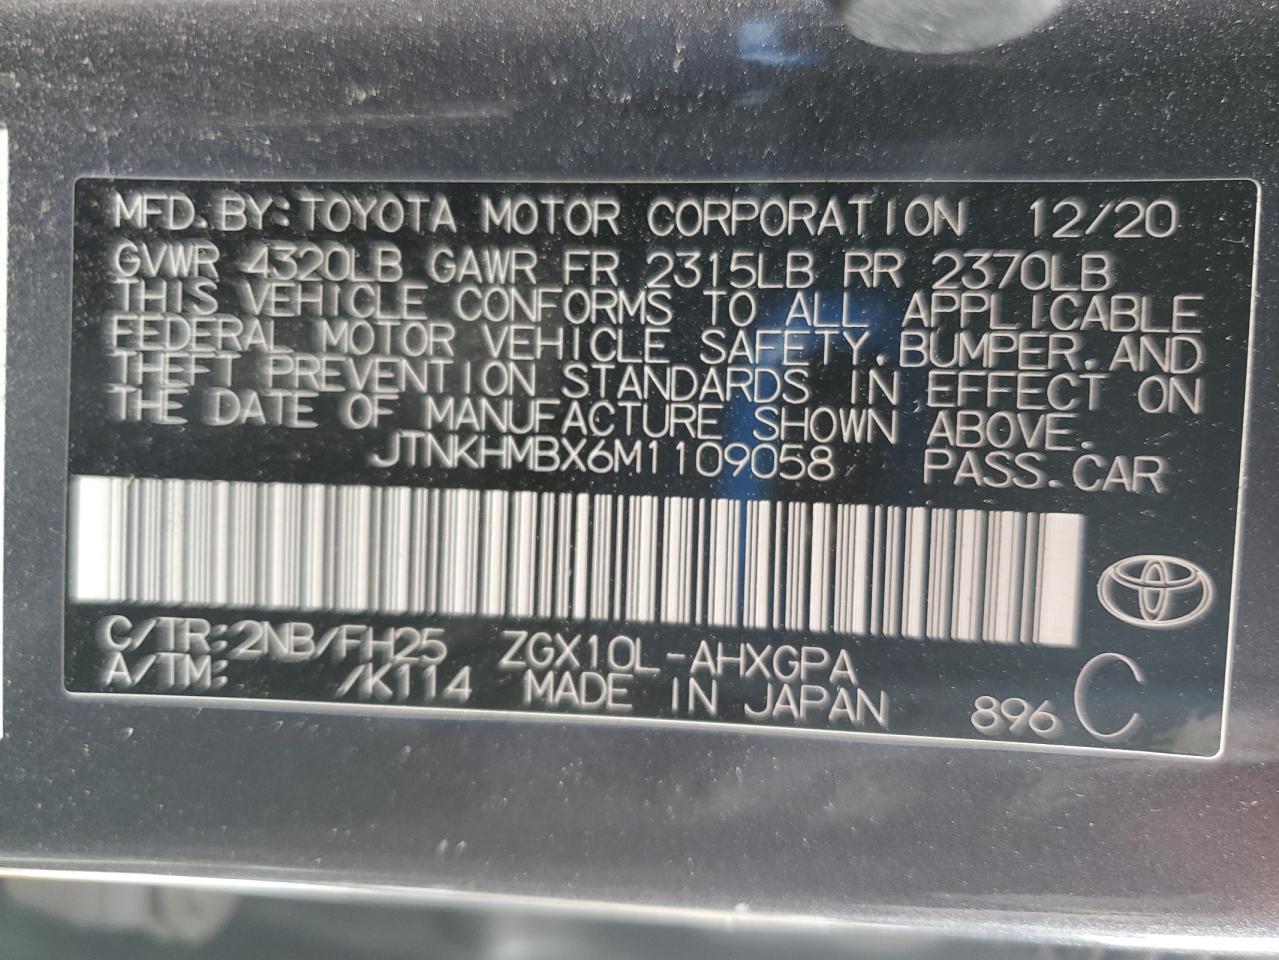 MFD. BY: TOYOTA MOTOR CORPORATION 12/20
GVWR 4320LB GAWR FR 2315LB RR 2370LB
THIS VEHICLE CONFORMS TO ALL APPLICABLE
FEDERAL MOTOR VEHICLE SAFETY, BUMPER, AND
THEFT PREVENTION STANDARDS IN EFFECT ON
THE DATE OF MANUFACTURE SHOWN ABOVE.
JTNKHMBX6M1109058 PASS. CAR
C/TR: 2NB/FH25 ZGX10L-AHXGPA
A/TM: /K114 MADE IN JAPAN 896 C